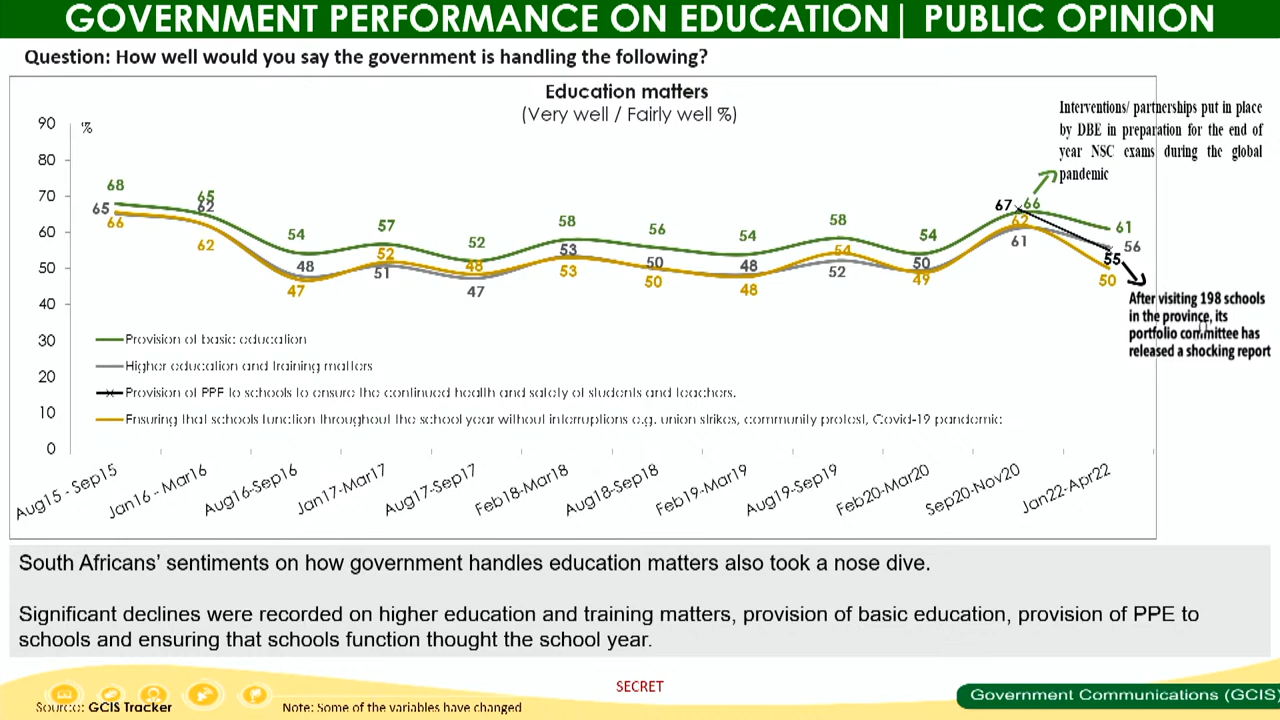 GOVERNMENT PERFORMANCE ON EDUCATION| PUBLIC OPINION
Question: How well would you say the government is handling the following?
Education matters
(Very well / Fairly well %)
Interventions/ partnerships put in place
by DBE in preparation for the end of
year NSC exams during the global
pandemic
%
90
80
70
60
50
40
30
20
10
0
68 65 54 57 52 58 56 54 58 54 66 61
65 62 48 51 47 53 50 48 52 50 61 56
67 55
66 62 47 52 48 53 50 48 54 49 62 50
After visiting 198 schools
in the province, its
portfolio committee has
released a shocking report
Provision of basic education
Higher education and training matters
Provision of PPE to schools to ensure the continued health and safety of students and teachers.
Ensuring that schools function throughout the school year without interruptions e.g. union strikes, community protest, Covid-19 pandemic
Aug15 - Sep15
Jan16 - Mar16
Aug16-Sep16
Jan17-Mar17
Aug17-Sep17
Feb18-Mar18
Aug18-Sep18
Feb19-Mar19
Aug19-Sep19
Feb20-Mar20
Sep20-Nov20
Jan22-Apr22
South Africans' sentiments on how government handles education matters also took a nose dive.
Significant declines were recorded on higher education and training matters, provision of basic education, provision of PPE to
schools and ensuring that schools function thought the school year.
SECRET
Government Communications (GCIS)
Source: GCIS Tracker
Note: Some of the variables have changed